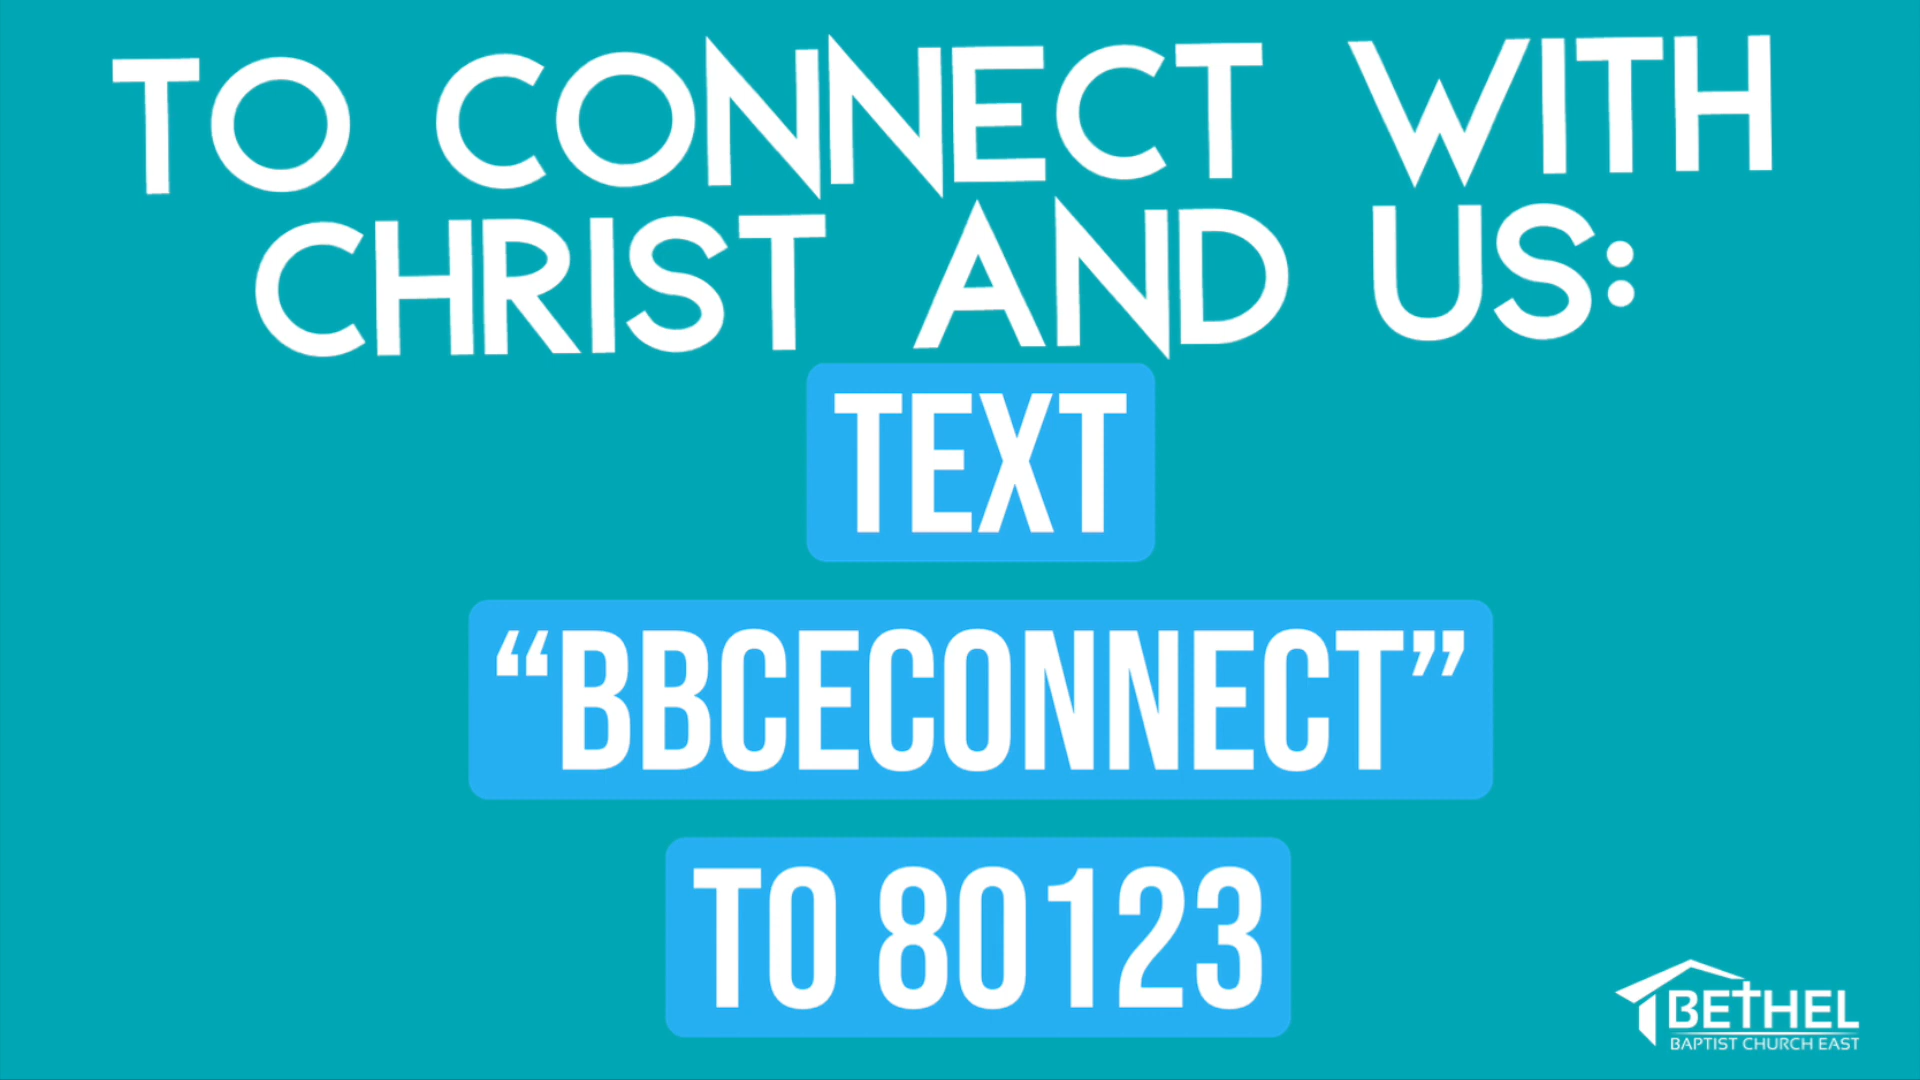 TO CONNECT WITH
CHRIST AND US:
TEXT
“BBCECONNECT”
TO 80123
BETHEL
BAPTIST CHURCH EAST